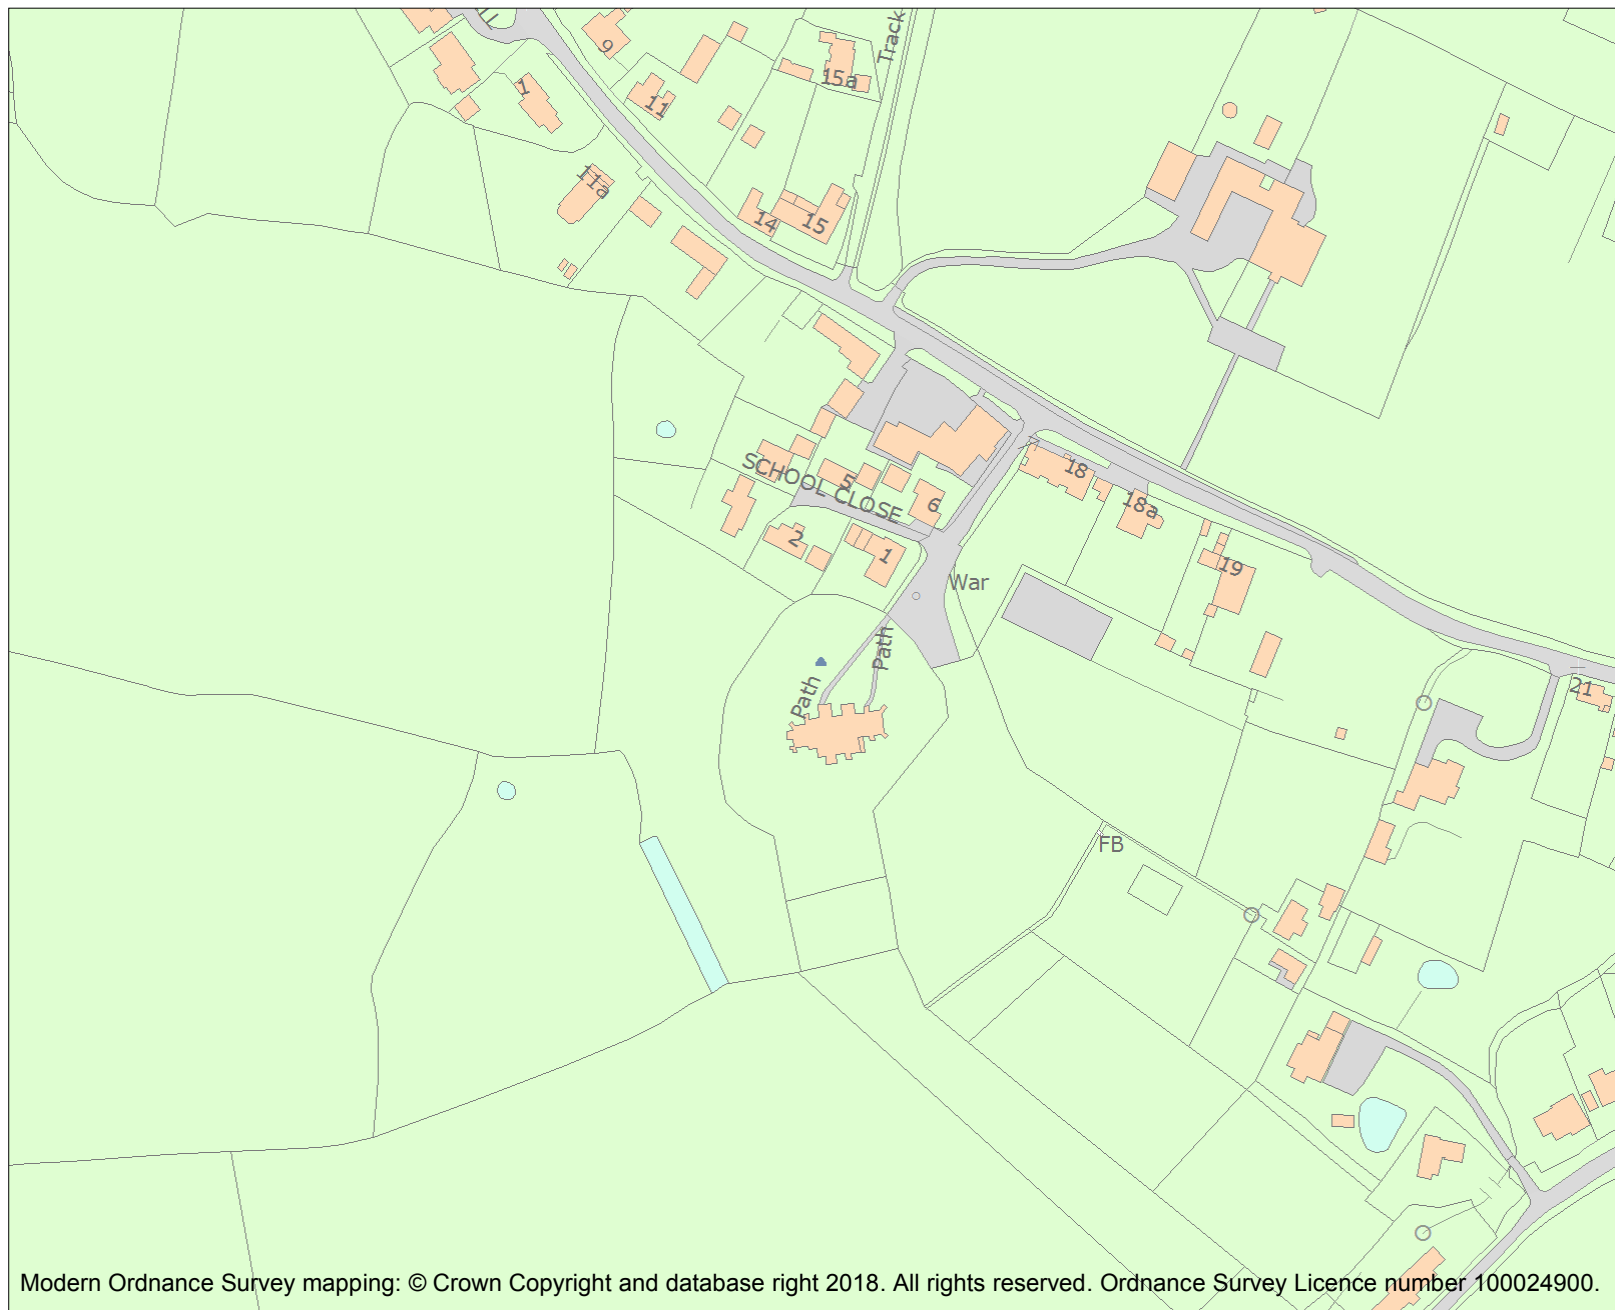 Track
9
15a
1
11
11a
14
15
SCHOOL CLOSE
5
6
18
18a
2
1
19
War
Path
Path
21
FB
Modern Ordnance Survey mapping: © Crown Copyright and database right 2018. All rights reserved. Ordnance Survey Licence number 100024900.